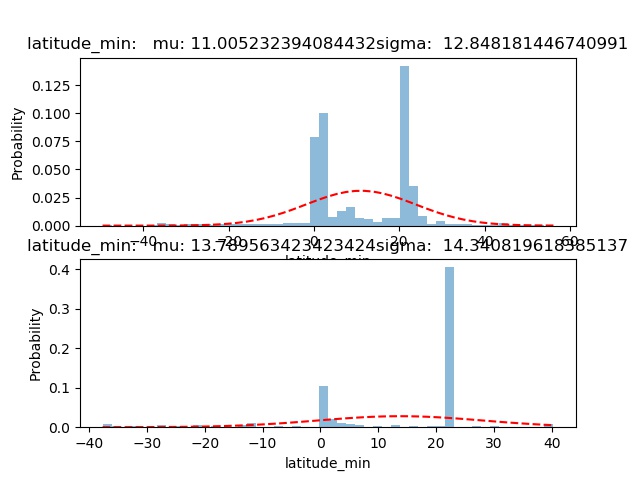 latitude_min:   mu: 11.005232394084432sigma:  12.848181446740991
Probability
0.125
0.100
0.075
0.050
0.025
0.000
−40 −20 0 20 40 60
latitude_min
latitude_min:   mu: 13.789563423423424sigma:  14.340819618385137
Probability
0.4
0.3
0.2
0.1
0.0
−40 −30 −20 −10 0 10 20 30 40
latitude_min